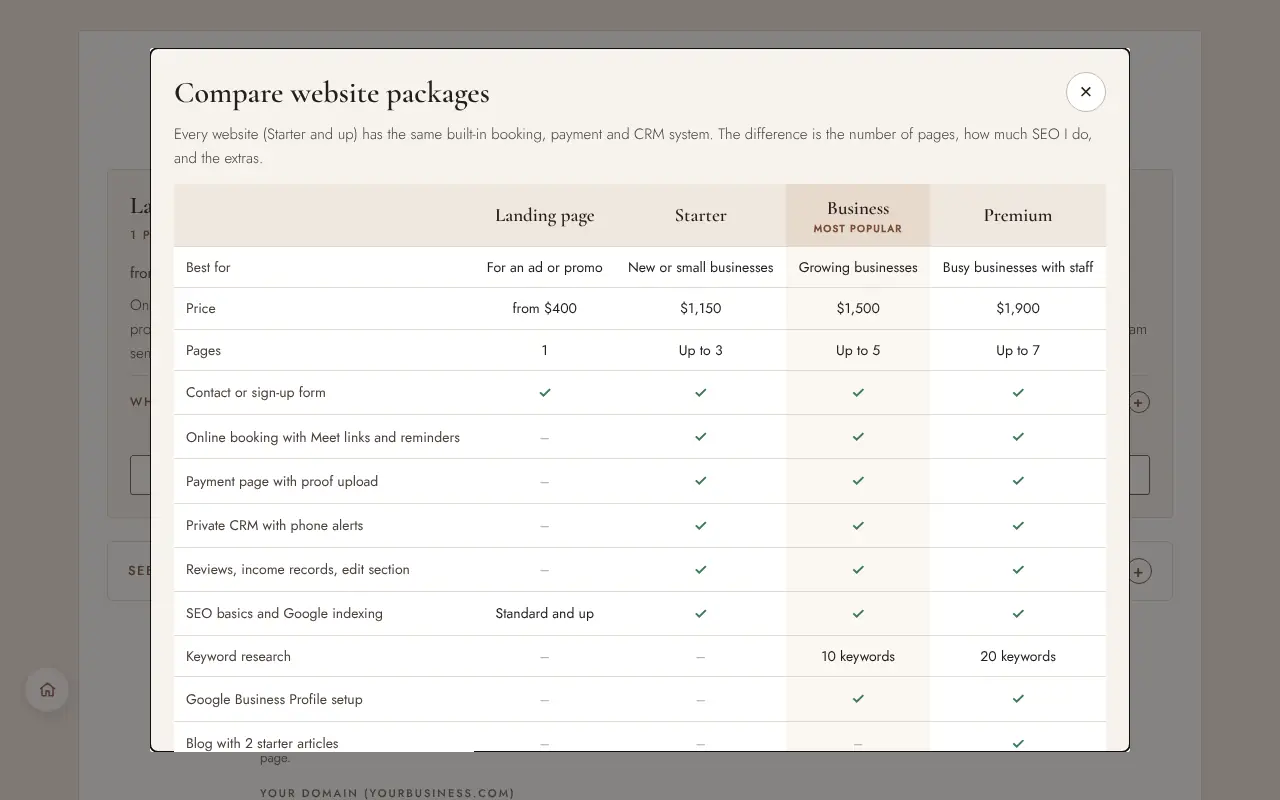 Compare website packages
✕
Every website (Starter and up) has the same built-in booking, payment and CRM system. The difference is the number of pages, how much SEO I do,
and the extras.
Landing page Starter Business Premium
MOST POPULAR
Best for For an ad or promo New or small businesses Growing businesses Busy businesses with staff
Price from $400 $1,150 $1,500 $1,900
Pages 1 Up to 3 Up to 5 Up to 7
Contact or sign-up form ✓ ✓ ✓ ✓
Online booking with Meet links and reminders – ✓ ✓ ✓
Payment page with proof upload – ✓ ✓ ✓
Private CRM with phone alerts – ✓ ✓ ✓
Reviews, income records, edit section – ✓ ✓ ✓
SEO basics and Google indexing Standard and up ✓ ✓ ✓
Keyword research – – 10 keywords 20 keywords
Google Business Profile setup – – ✓ ✓
Blog with 2 starter articles – – – ✓
page.
YOUR DOMAIN (YOURBUSINESS.COM)